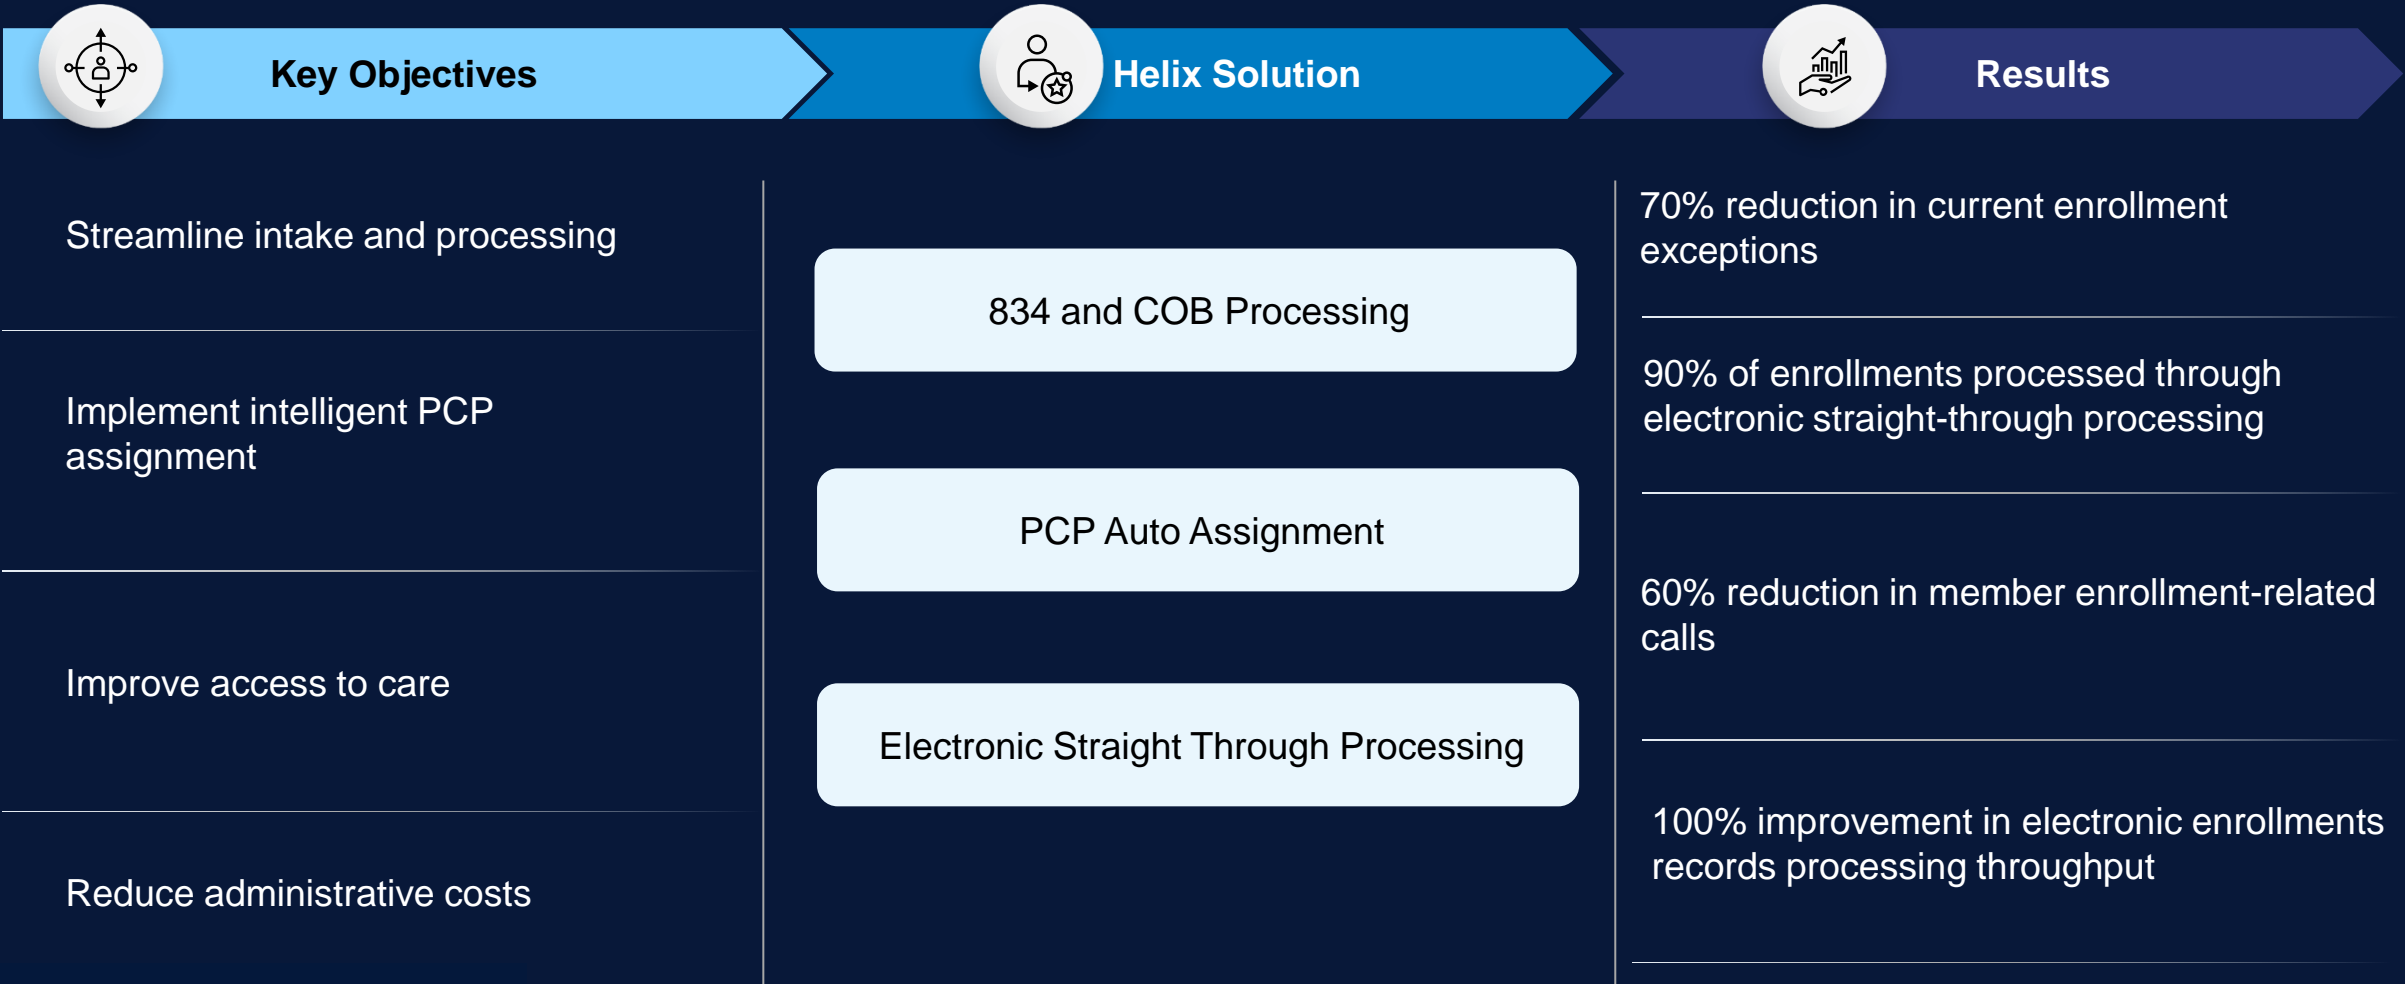 Key Objectives
Helix Solution
Results
Streamline intake and processing
Implement intelligent PCP
assignment
Improve access to care
Reduce administrative costs
834 and COB Processing
PCP Auto Assignment
Electronic Straight Through Processing
70% reduction in current enrollment
exceptions
90% of enrollments processed through
electronic straight-through processing
60% reduction in member enrollment-related
calls
100% improvement in electronic enrollments
records processing throughput